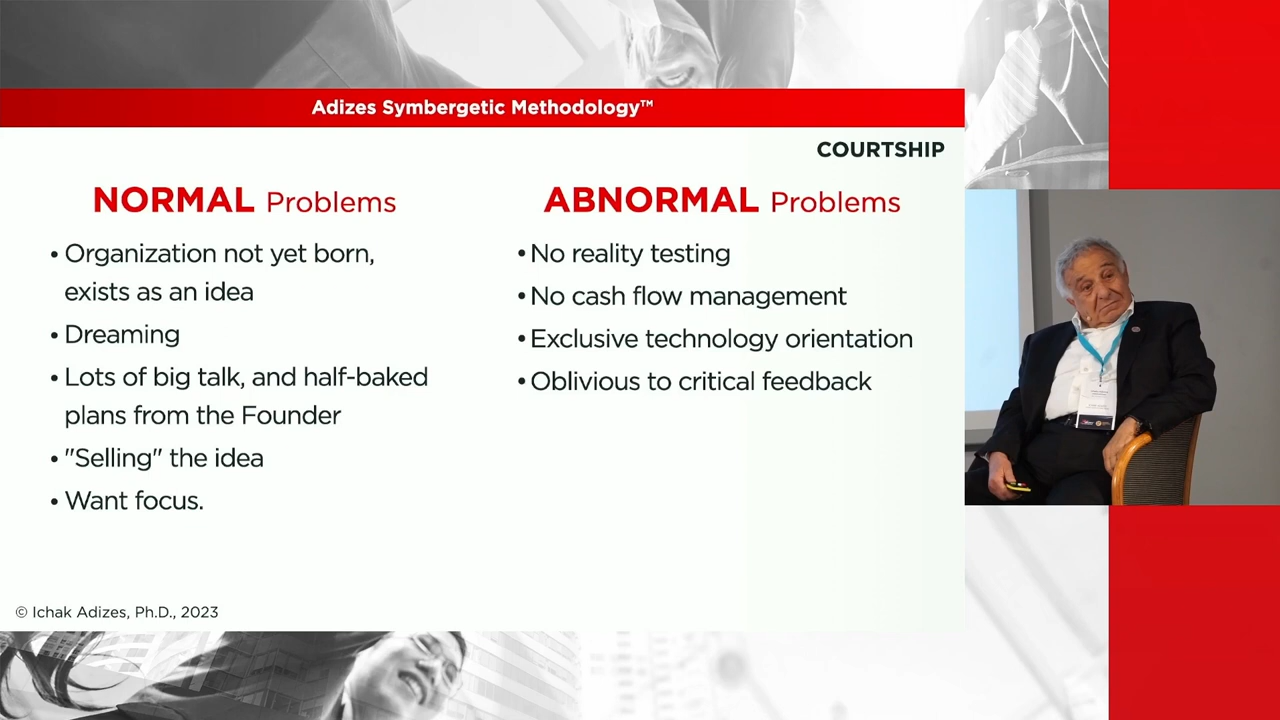 Adizes Symbergetic Methodology™
COURTSHIP
NORMAL Problems
• Organization not yet born,
exists as an idea
• Dreaming
• Lots of big talk, and half-baked
plans from the Founder
• "Selling" the idea
• Want focus.
ABNORMAL Problems
• No reality testing
• No cash flow management
• Exclusive technology orientation
• Oblivious to critical feedback
© Ichak Adizes, Ph.D., 2023